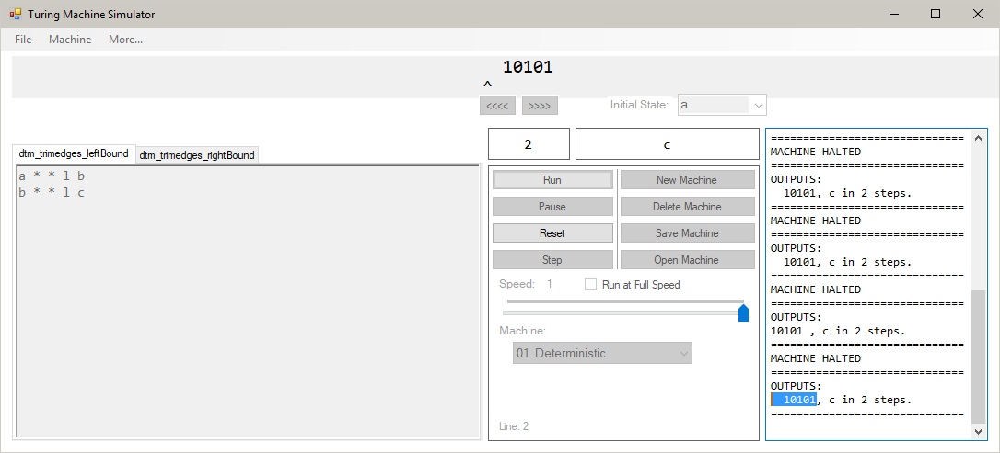 Turing Machine Simulator
File Machine More...
10101
^
<<<< >>>> Initial State: a
dtm_trimedges_leftBound dtm_trimedges_rightBound
a * * l b
b * * l c
2 c
Run New Machine
Pause Delete Machine
Reset Save Machine
Step Open Machine
Speed: 1 Run at Full Speed
Machine:
01. Deterministic
Line: 2
==============================
MACHINE HALTED
==============================
OUTPUTS:
  10101, c in 2 steps.
==============================
MACHINE HALTED
==============================
OUTPUTS:
  10101, c in 2 steps.
==============================
MACHINE HALTED
==============================
OUTPUTS:
10101 , c in 2 steps.
==============================
MACHINE HALTED
==============================
OUTPUTS:
  10101, c in 2 steps.
==============================